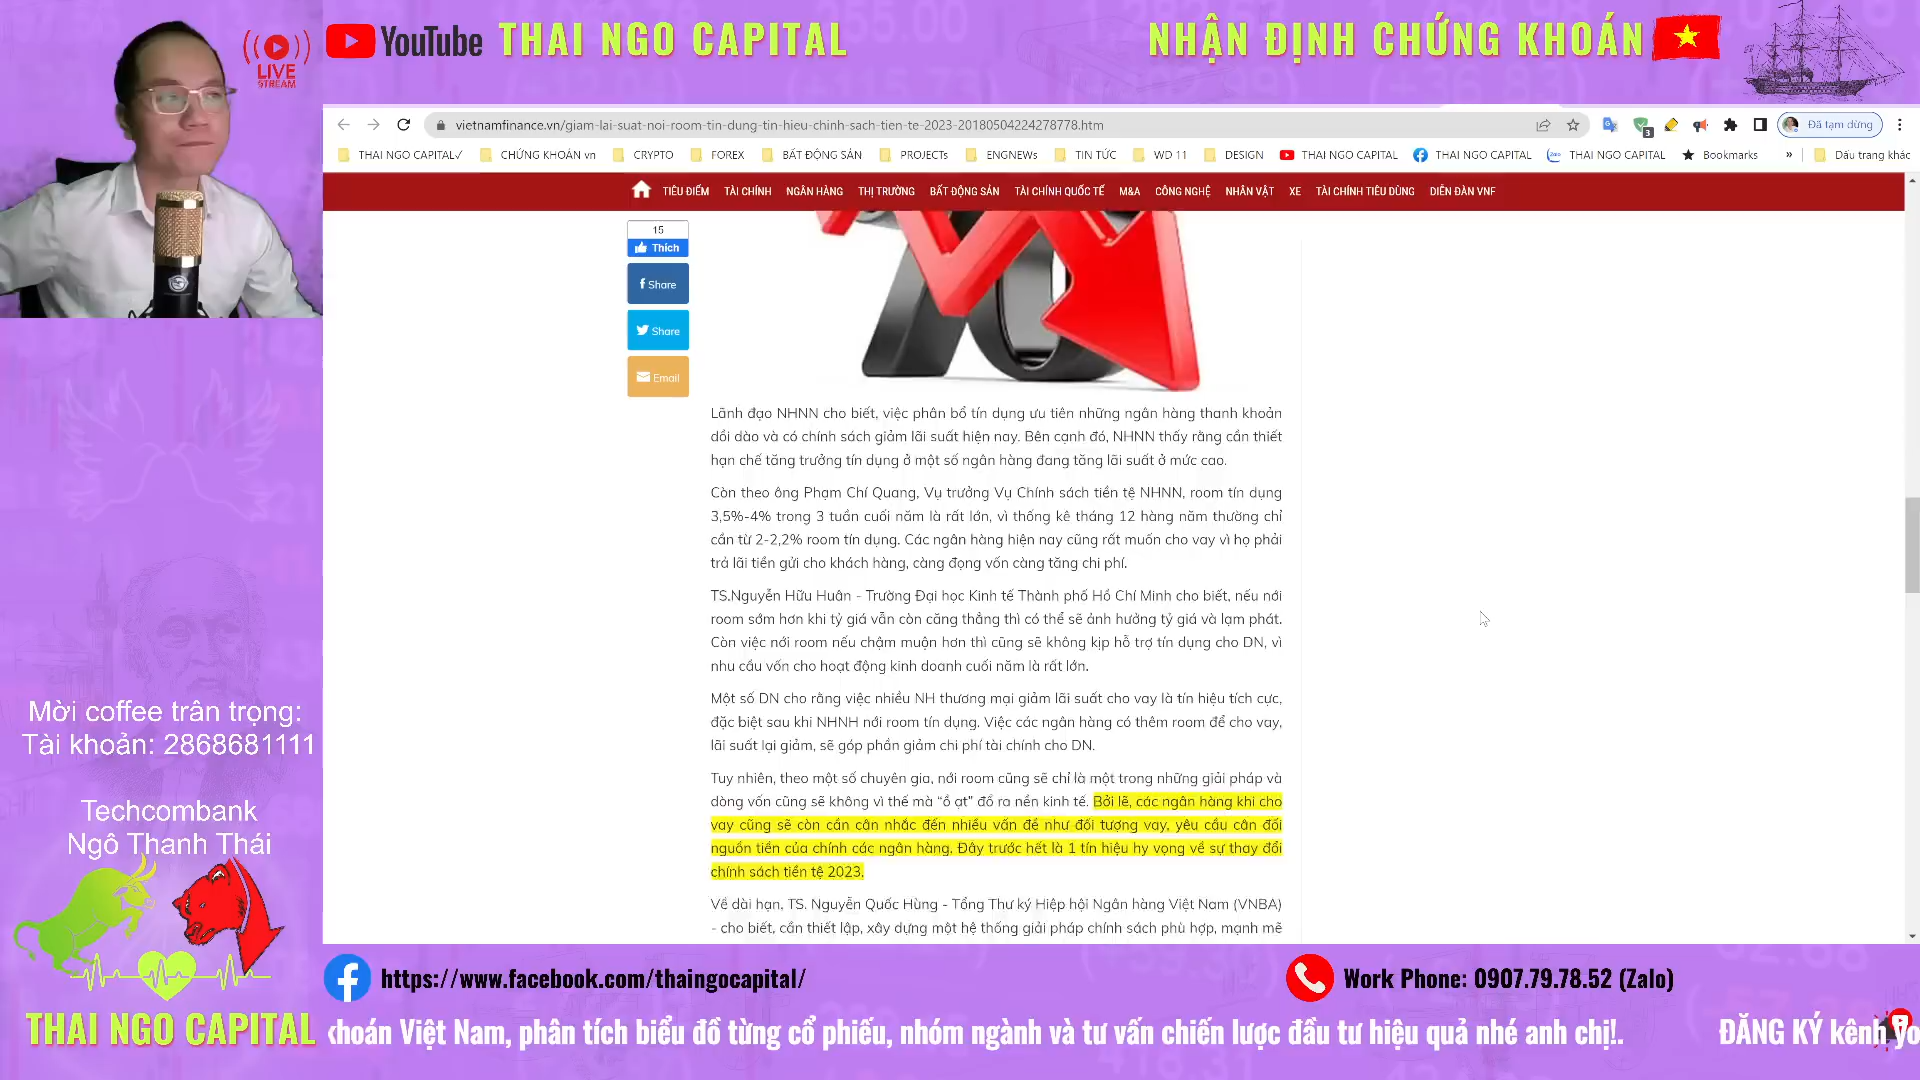 LIVE
STREAM
YouTube THAI NGO CAPITAL
NHẬN ĐỊNH CHỨNG KHOÁN
vietnamfinance.vn/giam-lai-suat-noi-room-tin-dung-tin-hieu-chinh-sach-tien-te-2023-20180504224278778.htm
3
Đã tạm dừng
THAI NGO CAPITAL✓ CHỨNG KHOÁN vn CRYPTO FOREX BẤT ĐỘNG SẢN PROJECTs ENGNEWs TIN TỨC WD 11 DESIGN THAI NGO CAPITAL THAI NGO CAPITAL THAI NGO CAPITAL Bookmarks » Dấu trang khác
TIÊU ĐIỂM TÀI CHÍNH NGÂN HÀNG THỊ TRƯỜNG BẤT ĐỘNG SẢN TÀI CHÍNH QUỐC TẾ M&A CÔNG NGHỆ NHÂN VẬT XE TÀI CHÍNH TIÊU DÙNG DIỄN ĐÀN VNF
15
Thích
f Share
Share
Email
Lãnh đạo NHNN cho biết, việc phân bổ tín dụng ưu tiên những ngân hàng thanh khoản
dồi dào và có chính sách giảm lãi suất hiện nay. Bên cạnh đó, NHNN thấy rằng cần thiết
hạn chế tăng trưởng tín dụng ở một số ngân hàng đang tăng lãi suất ở mức cao.
Còn theo ông Phạm Chí Quang, Vụ trưởng Vụ Chính sách tiền tệ NHNN, room tín dụng
3,5%-4% trong 3 tuần cuối năm là rất lớn, vì thống kê tháng 12 hàng năm thường chỉ
cần từ 2-2,2% room tín dụng. Các ngân hàng hiện nay cũng rất muốn cho vay vì họ phải
trả lãi tiền gửi cho khách hàng, càng đọng vốn càng tăng chi phí.
TS.Nguyễn Hữu Huân - Trường Đại học Kinh tế Thành phố Hồ Chí Minh cho biết, nếu nới
room sớm hơn khi tỷ giá vẫn còn căng thẳng thì có thể sẽ ảnh hưởng tỷ giá và lạm phát.
Còn việc nới room nếu chậm muộn hơn thì cũng sẽ không kịp hỗ trợ tín dụng cho DN, vì
nhu cầu vốn cho hoạt động kinh doanh cuối năm là rất lớn.
Một số DN cho rằng việc nhiều NH thương mại giảm lãi suất cho vay là tín hiệu tích cực,
đặc biệt sau khi NHNH nới room tín dụng. Việc các ngân hàng có thêm room để cho vay,
lãi suất lại giảm, sẽ góp phần giảm chi phí tài chính cho DN.
Tuy nhiên, theo một số chuyên gia, nới room cũng sẽ chỉ là một trong những giải pháp và
dòng vốn cũng sẽ không vì thế mà “ồ ạt” đổ ra nền kinh tế. Bởi lẽ, các ngân hàng khi cho
vay cũng sẽ còn cần cân nhắc đến nhiều vấn đề như đối tượng vay, yêu cầu cân đối
nguồn tiền của chính các ngân hàng. Đây trước hết là 1 tín hiệu hy vọng về sự thay đổi
chính sách tiền tệ 2023.
Về dài hạn, TS. Nguyễn Quốc Hùng - Tổng Thư ký Hiệp hội Ngân hàng Việt Nam (VNBA)
- cho biết, cần thiết lập, xây dựng một hệ thống giải pháp chính sách phù hợp, mạnh mẽ
Mời coffee trân trọng:
Tài khoản: 2868681111
Techcombank
Ngô Thanh Thái
THAI NGO CAPITAL
https://www.facebook.com/thaingocapital/
Work Phone: 0907.79.78.52 (Zalo)
khoán Việt Nam, phân tích biểu đồ từng cổ phiếu, nhóm ngành và tư vấn chiến lược đầu tư hiệu quả nhé anh chị!. ĐĂNG KÝ kênh